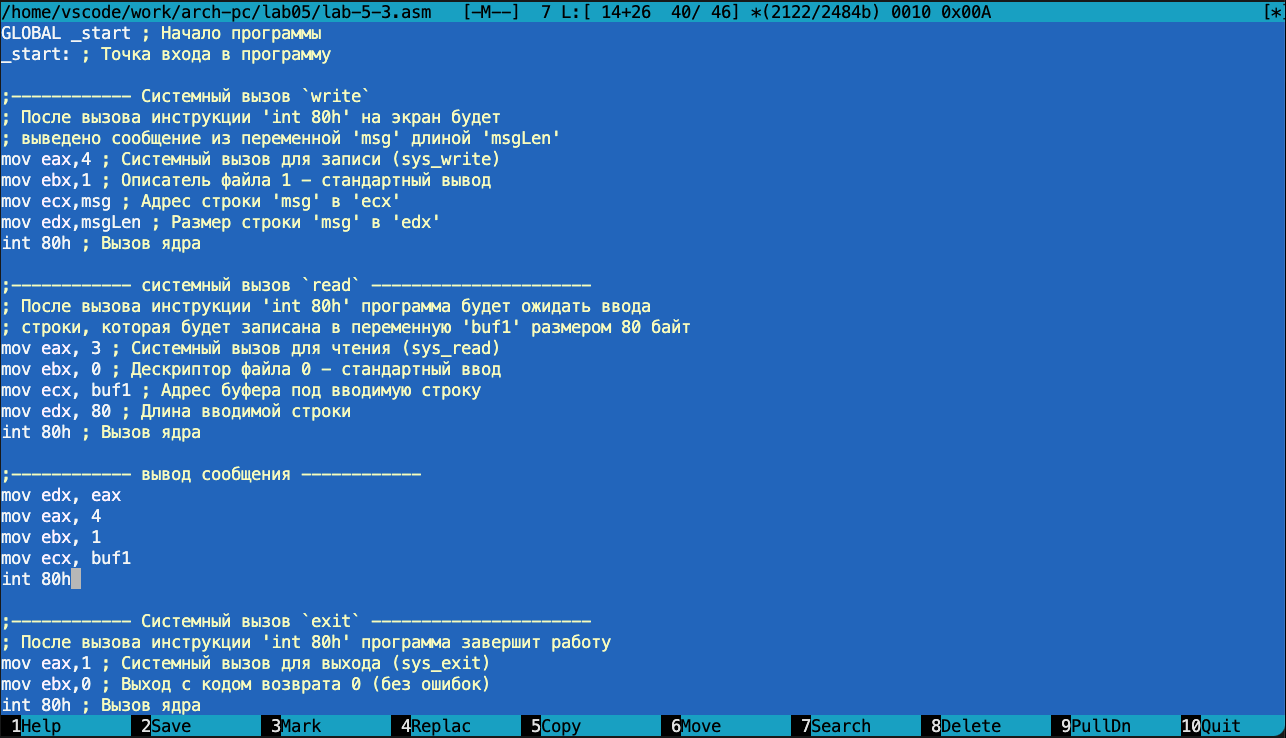 /home/vscode/work/arch-pc/lab05/lab-5-3.asm [-M--] 7 L:[ 14+26 40/ 46] *(2122/2484b) 0010 0x00A [*]
GLOBAL _start ; Начало программы
_start: ; Точка входа в программу
;------------ Системный вызов `write`
; После вызова инструкции 'int 80h' на экран будет
; выведено сообщение из переменной 'msg' длиной 'msgLen'
mov eax,4 ; Системный вызов для записи (sys_write)
mov ebx,1 ; Описатель файла 1 - стандартный вывод
mov ecx,msg ; Адрес строки 'msg' в 'ecx'
mov edx,msgLen ; Размер строки 'msg' в 'edx'
int 80h ; Вызов ядра
;------------ системный вызов `read` ----------------------
; После вызова инструкции 'int 80h' программа будет ожидать ввода
; строки, которая будет записана в переменную 'buf1' размером 80 байт
mov eax, 3 ; Системный вызов для чтения (sys_read)
mov ebx, 0 ; Дескриптор файла 0 - стандартный ввод
mov ecx, buf1 ; Адрес буфера под вводимую строку
mov edx, 80 ; Длина вводимой строки
int 80h ; Вызов ядра
;------------ вывод сообщения ------------
mov edx, eax
mov eax, 4
mov ebx, 1
mov ecx, buf1
int 80h
;------------ Системный вызов `exit` ----------------------
; После вызова инструкции 'int 80h' программа завершит работу
mov eax,1 ; Системный вызов для выхода (sys_exit)
mov ebx,0 ; Выход с кодом возврата 0 (без ошибок)
int 80h ; Вызов ядра
1Help 2Save 3Mark 4Replac 5Copy 6Move 7Search 8Delete 9PullDn 10Quit